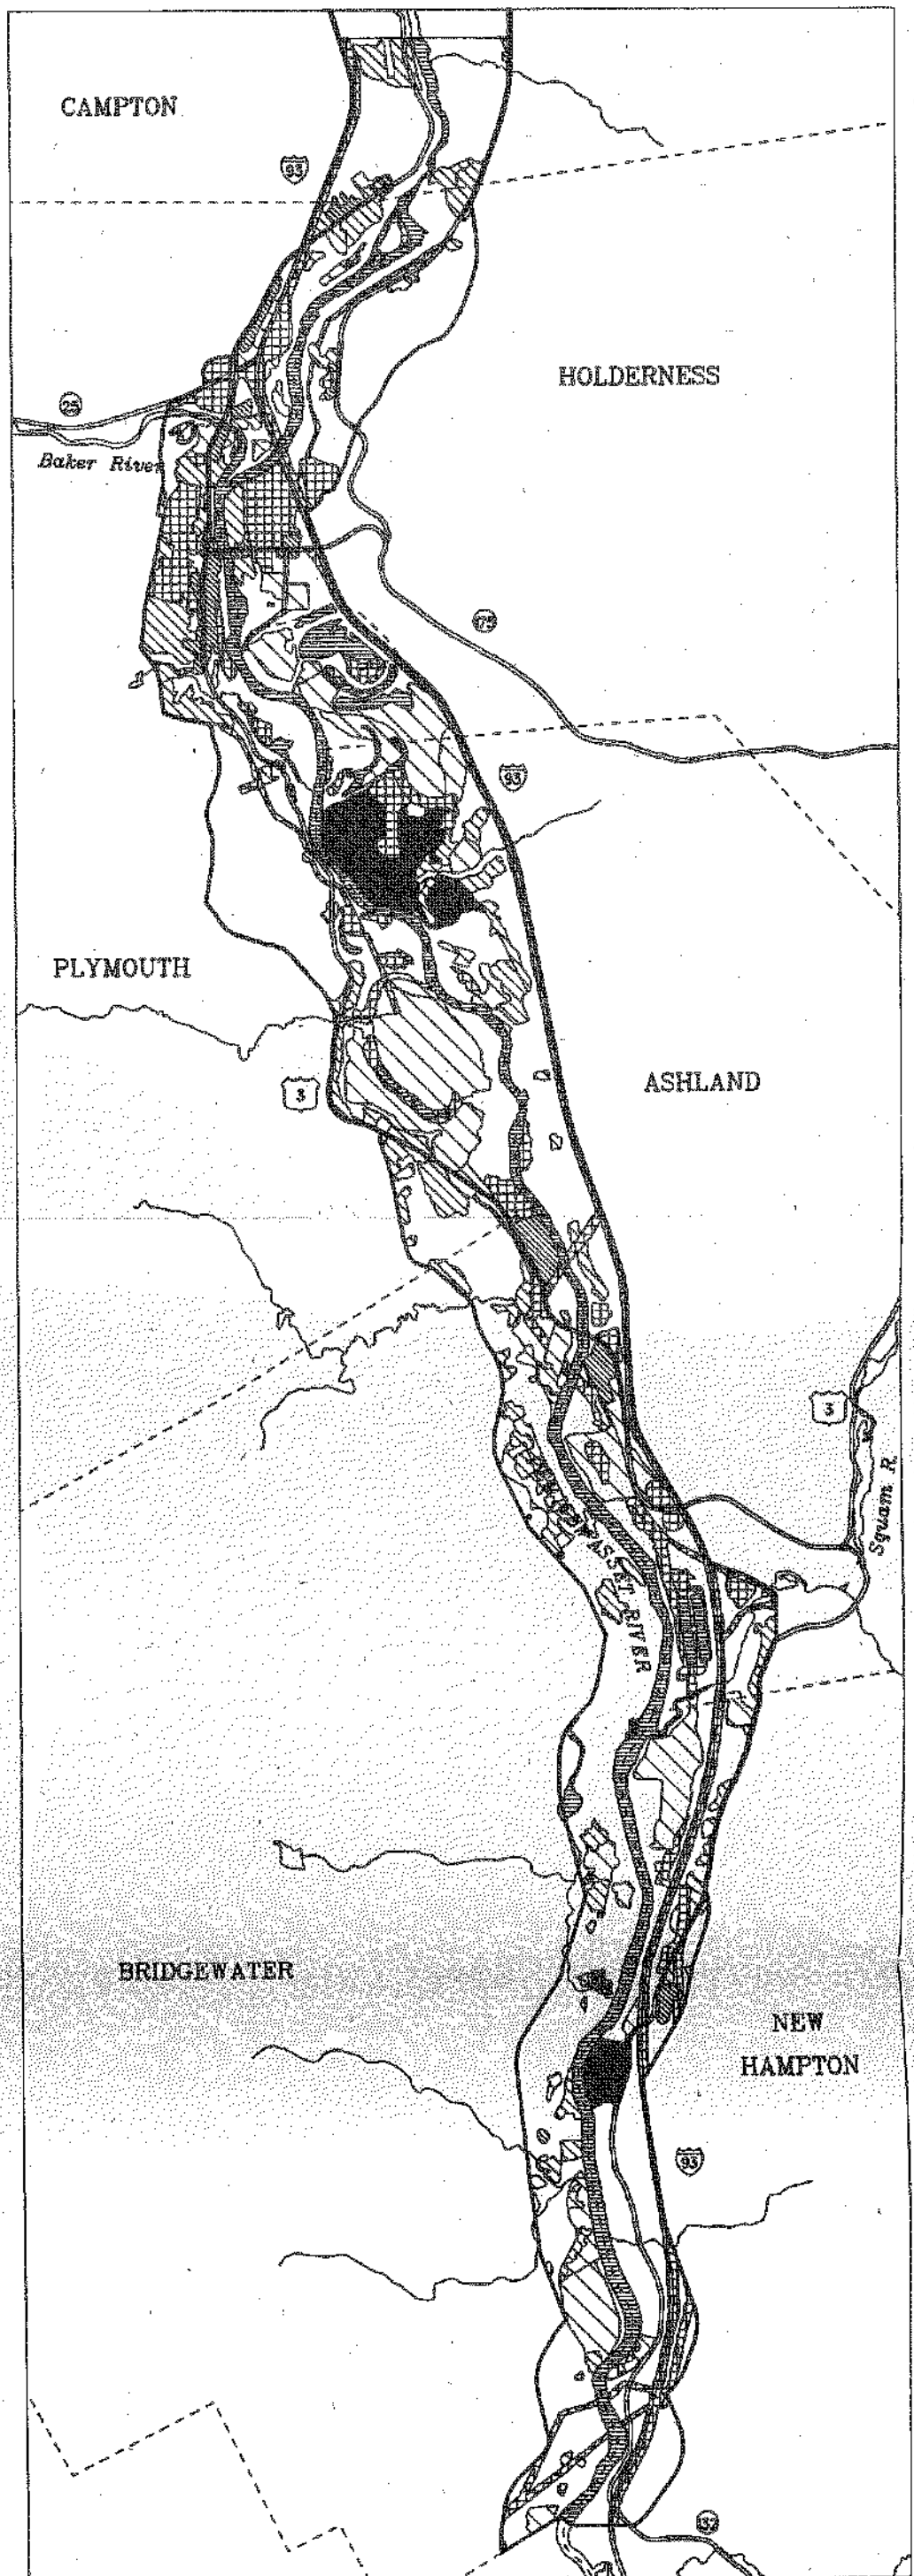 CAMPTON
93
HOLDERNESS
25
Baker River
175
93
PLYMOUTH
ASHLAND
3
3
Squam R.
ASSET RIVER
BRIDGEWATER
NEW
HAMPTON
93
132